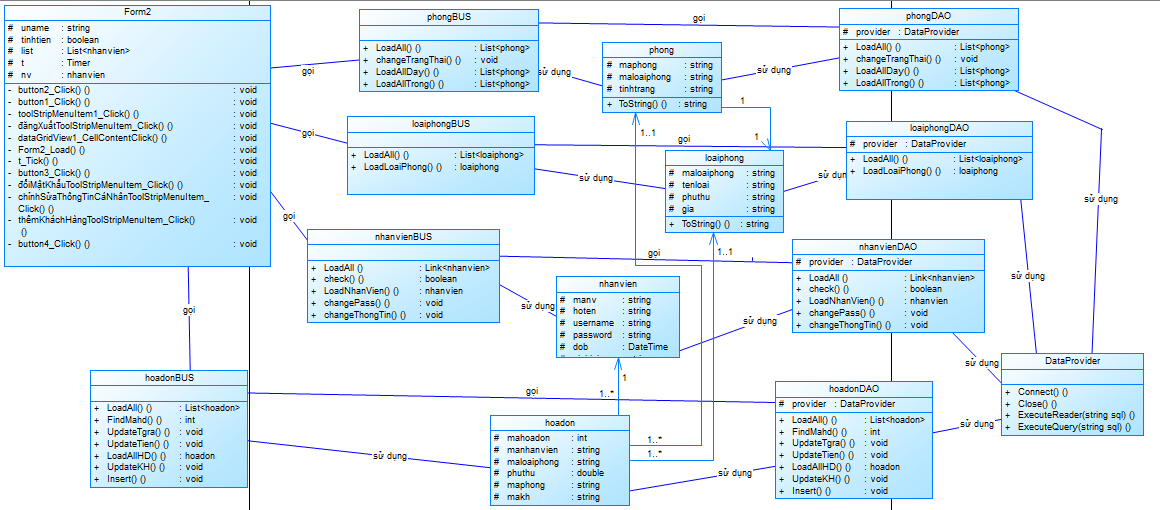 Form2
# uname : string
# tinhtien : boolean
# list : List<nhanvien>
# t : Timer
# nv : nhanvien
- button2_Click() () : void
- button1_Click() () : void
- toolStripMenuItem1_Click() () : void
- đăngXuấtToolStripMenuItem_Click() () : void
- dataGridView1_CellContentClick() () : void
- Form2_Load() () : void
- t_Tick() () : void
- button3_Click() () : void
- đổiMậtKhẩuToolStripMenuItem_Click() () : void
- chỉnhSửaThôngTinCáNhânToolStripMenuItem_ : void
Click() ()
- thêmKháchHàngToolStripMenuItem_Click() : void
()
- button4_Click() () : void
gọi
gọi
gọi
gọi
phongBUS
+ LoadAll() () : List<phong>
+ changeTrangThai() () : void
+ LoadAllDay() () : List<phong>
+ LoadAllTrong() () : List<phong>
gọi
sử dụng
phong
# maphong : string
# maloaiphong : string
# tinhtrang : string
+ ToString() () : string
sử dụng
phongDAO
# provider : DataProvider
+ LoadAll() () : List<phong>
+ changeTrangThai() () : void
+ LoadAllDay() () : List<phong>
+ LoadAllTrong() () : List<phong>
1
1
1..1
loaiphongBUS
+ LoadAll() () : List<loaiphong>
+ LoadLoaiPhong() () : loaiphong
gọi
sử dụng
loaiphong
# maloaiphong : string
# tenloai : string
# phuthu : string
# gia : string
+ ToString() () : string
sử dụng
loaiphongDAO
# provider : DataProvider
+ LoadAll() () : List<loaiphong>
+ LoadLoaiPhong() () : loaiphong
sử dụng
sử dụng
1..1
nhanvienBUS
+ LoadAll () : Link<nhanvien>
+ check() () : boolean
+ LoadNhanVien() () : nhanvien
+ changePass() () : void
+ changeThongTin() () : void
gọi
sử dụng
nhanvien
# manv : string
# hoten : string
# username : string
# password : string
# dob : DateTime
sử dụng
nhanvienDAO
# provider : DataProvider
+ LoadAll () : Link<nhanvien>
+ check() () : boolean
+ LoadNhanVien() () : nhanvien
+ changePass() () : void
+ changeThongTin() () : void
sử dụng
DataProvider
+ Connect() ()
+ Close() ()
+ ExecuteReader(string sql) ()
+ ExecuteQuery(string sql) ()
hoadonBUS
+ LoadAll() () : List<hoadon>
+ FindMahd() () : int
+ UpdateTgra() () : void
+ UpdateTien() () : void
+ LoadAllHD() () : hoadon
+ UpdateKH() () : void
+ Insert() () : void
gọi
sử dụng
1
1..*
hoadon
# mahoadon : int
# manhanvien : string
# maloaiphong : string
# phuthu : double
# maphong : string
# makh : string
1..*
1..*
sử dụng
hoadonDAO
# provider : DataProvider
+ LoadAll() () : List<hoadon>
+ FindMahd() () : int
+ UpdateTgra() () : void
+ UpdateTien() () : void
+ LoadAllHD() () : hoadon
+ UpdateKH() () : void
+ Insert() () : void
sử dụng